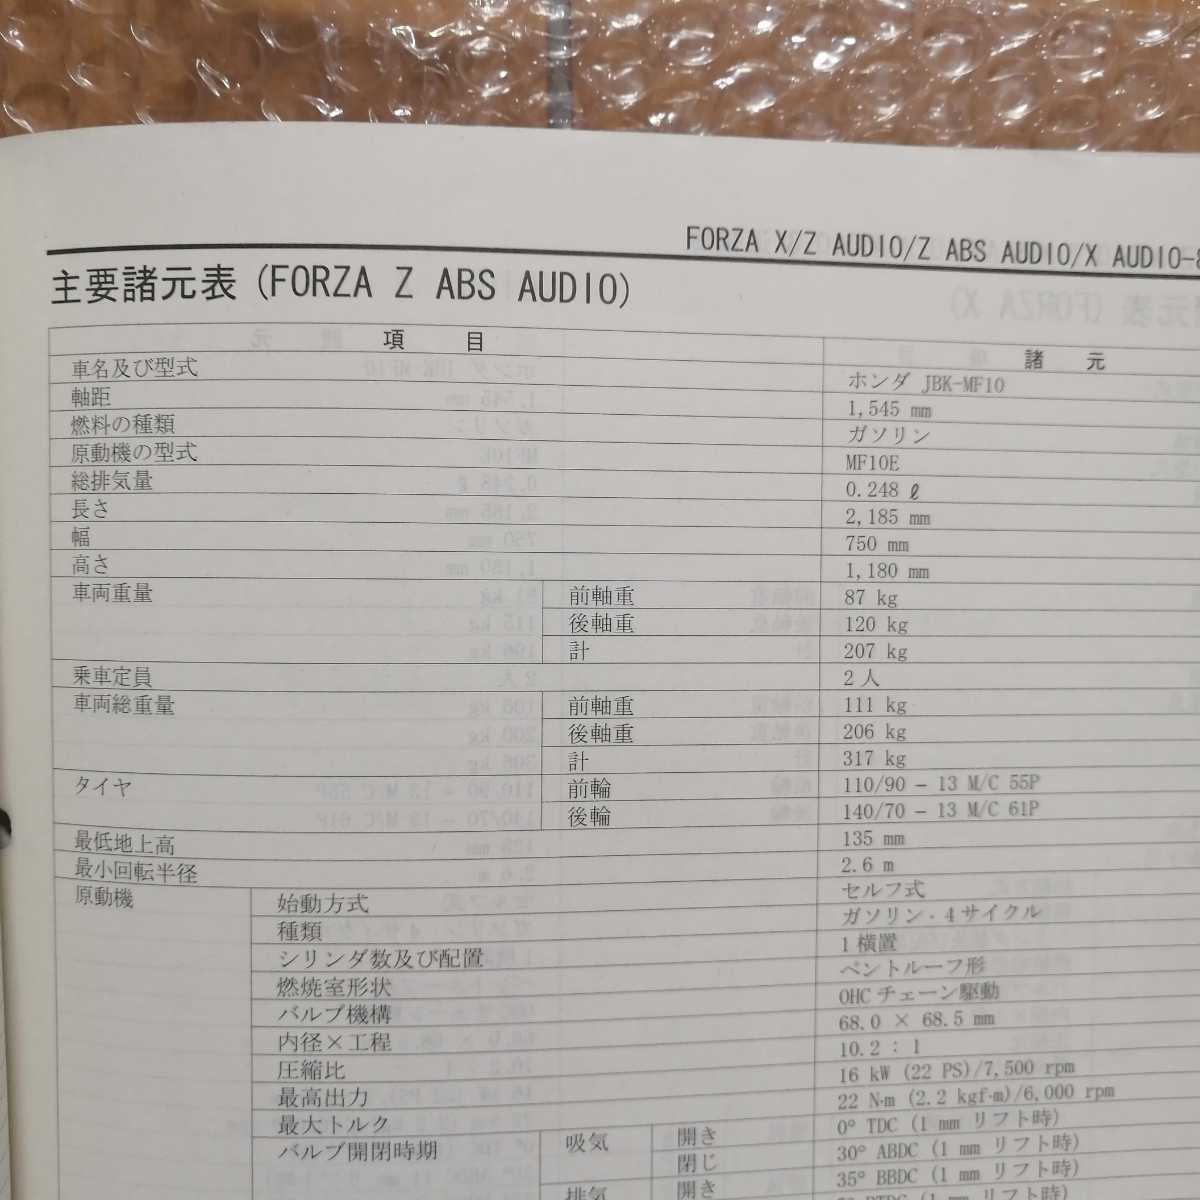 FORZA X/Z AUDIO/Z ABS AUDIO/X AUDIO-8
主要諸元表 (FORZA Z ABS AUDIO)
項 目 諸 元
車名及び型式 ホンダ JBK-MF10
軸距 1,545 mm
燃料の種類 ガソリン
原動機の型式 MF10E
総排気量 0.248 ℓ
長さ 2,185 mm
幅 750 mm
高さ 1,180 mm
車両重量 前軸重 87 kg
後軸重 120 kg
計 207 kg
乗車定員 2 人
車両総重量 前軸重 111 kg
後軸重 206 kg
計 317 kg
タイヤ 前輪 110/90 − 13 M/C 55P
後輪 140/70 − 13 M/C 61P
最低地上高 135 mm
最小回転半径 2.6 m
原動機 始動方式 セルフ式
種類 ガソリン・4サイクル
シリンダ数及び配置 1 横置
燃焼室形状 ペントルーフ形
バルブ機構 OHC チェーン駆動
内径×工程 68.0 × 68.5 mm
圧縮比 10.2 : 1
最高出力 16 kW (22 PS)/7,500 rpm
最大トルク 22 N·m (2.2 kgf·m)/6,000 rpm
バルブ開閉時期 吸気 開き 0° TDC (1 mm リフト時)
閉じ 30° ABDC (1 mm リフト時)
排気 開き 35° BBDC (1 mm リフト時)